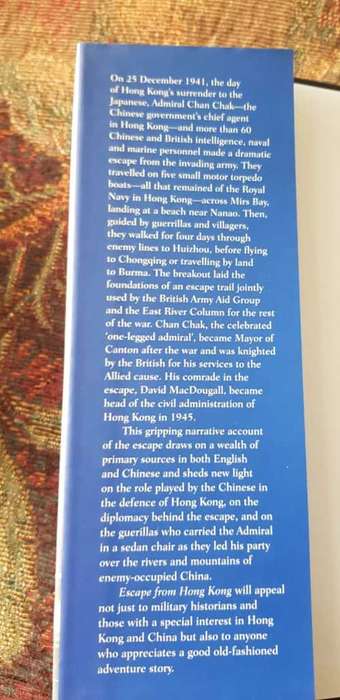 On 25 December 1941, the day
of Hong Kong's surrender to the
Japanese, Admiral Chan Chak—the
Chinese government's chief agent
in Hong Kong—and more than 60
Chinese and British intelligence, naval
and marine personnel made a dramatic
escape from the invading army. They
travelled on five small motor torpedo
boats—all that remained of the Royal
Navy in Hong Kong—across Mirs Bay,
landing at a beach near Nanao. Then,
guided by guerrillas and villagers,
they walked for four days through
enemy lines to Huizhou, before flying
to Chongqing or travelling by land
to Burma. The breakout laid the
foundations of an escape trail jointly
used by the British Army Aid Group
and the East River Column for the rest
of the war. Chan Chak, the celebrated
'one-legged admiral', became Mayor of
Canton after the war and was knighted
by the British for his services to the
Allied cause. His comrade in the
escape, David MacDougall, became
head of the civil administration of
Hong Kong in 1945.
This gripping narrative account
of the escape draws on a wealth of
primary sources in both English
and Chinese and sheds new light
on the role played by the Chinese in
the defence of Hong Kong, on the
diplomacy behind the escape, and on
the guerillas who carried the Admiral
in a sedan chair as they led his party
over the rivers and mountains of
enemy-occupied China.
Escape from Hong Kong will appeal
not just to military historians and
those with a special interest in Hong
Kong and China but also to anyone
who appreciates a good old-fashioned
adventure story.